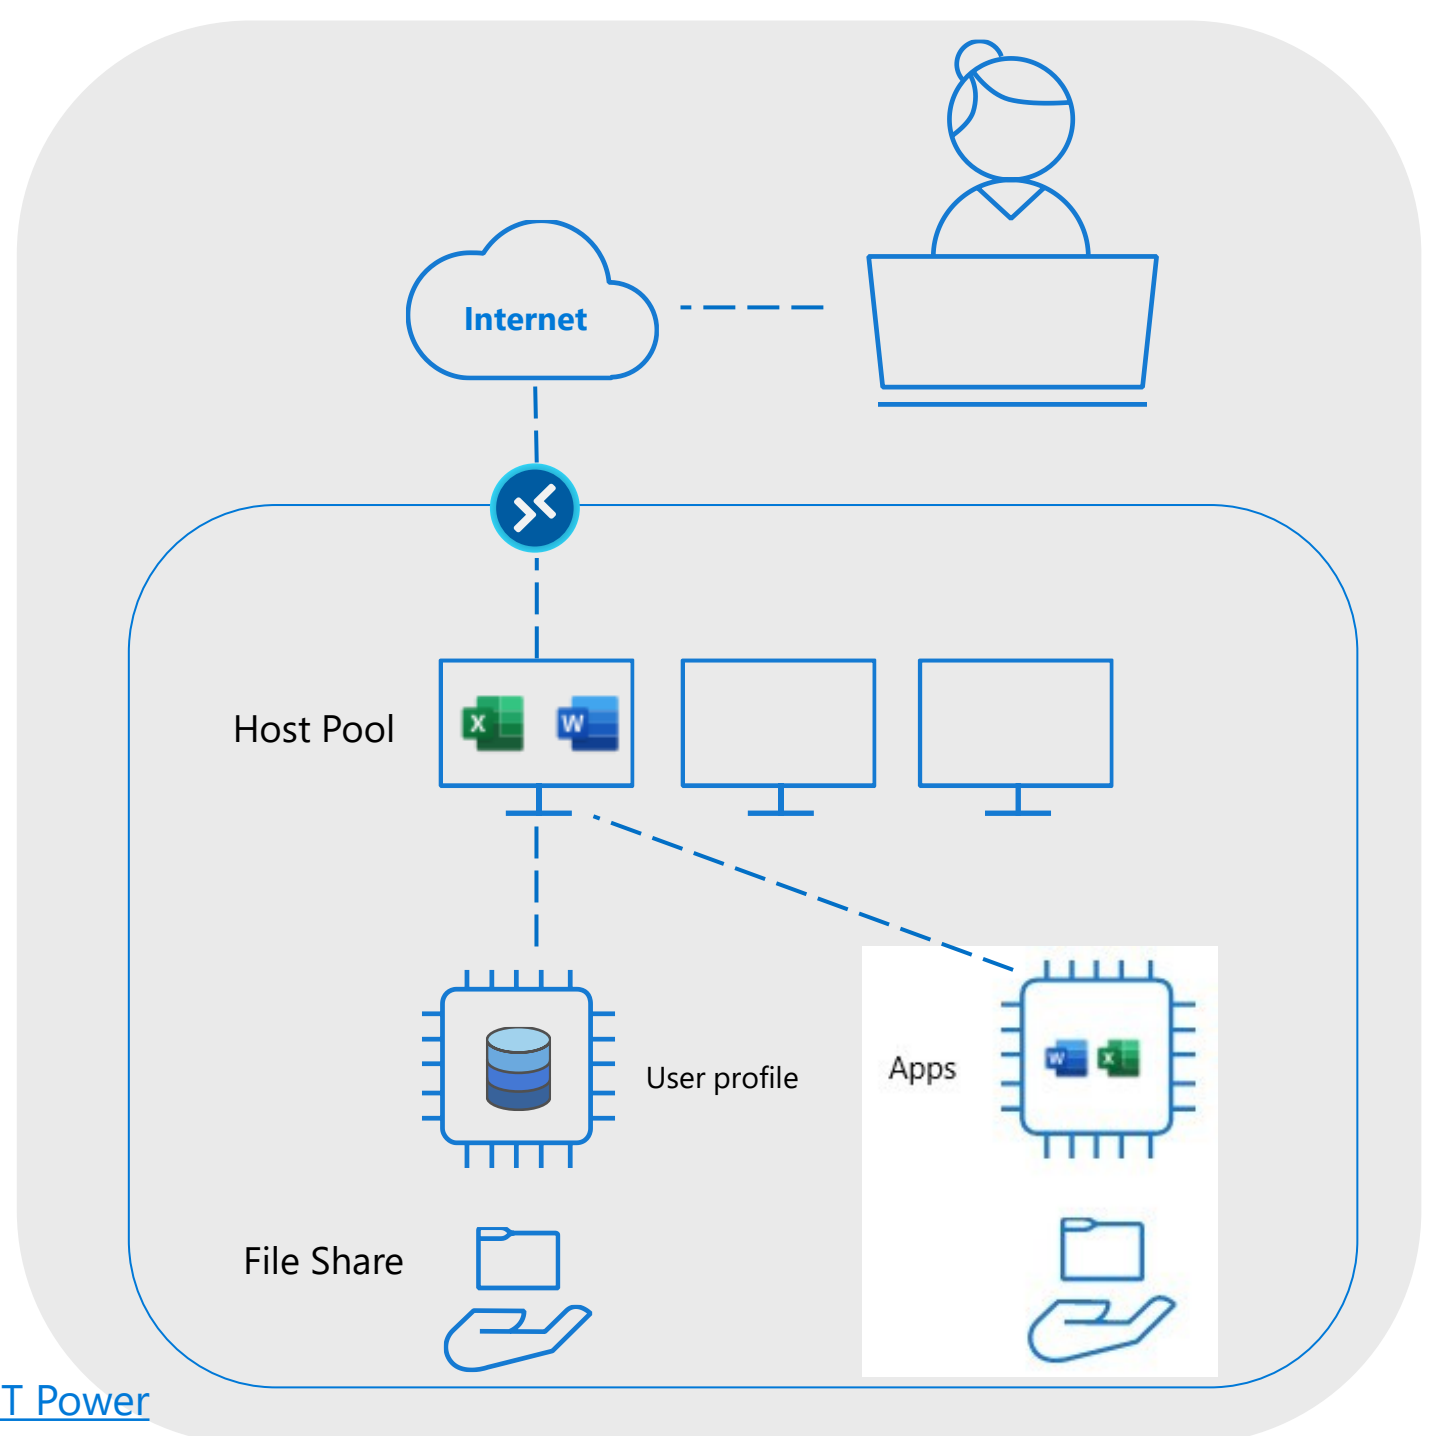 Internet
Host Pool
X
W
User profile
Apps
W
X
File Share
T Power